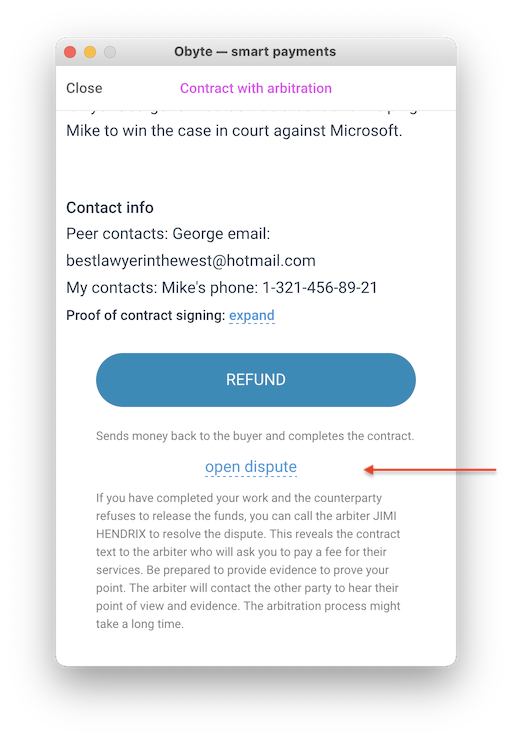 Obyte — smart payments
Close
Contract with arbitration
Mike to win the case in court against Microsoft.
Contact info
Peer contacts: George email:
bestlawyerinthewest@hotmail.com
My contacts: Mike's phone: 1-321-456-89-21
Proof of contract signing: expand
REFUND
Sends money back to the buyer and completes the contract.
open dispute
If you have completed your work and the counterparty
refuses to release the funds, you can call the arbiter JIMI
HENDRIX to resolve the dispute. This reveals the contract
text to the arbiter who will ask you to pay a fee for their
services. Be prepared to provide evidence to prove your
point. The arbiter will contact the other party to hear their
point of view and evidence. The arbitration process might
take a long time.